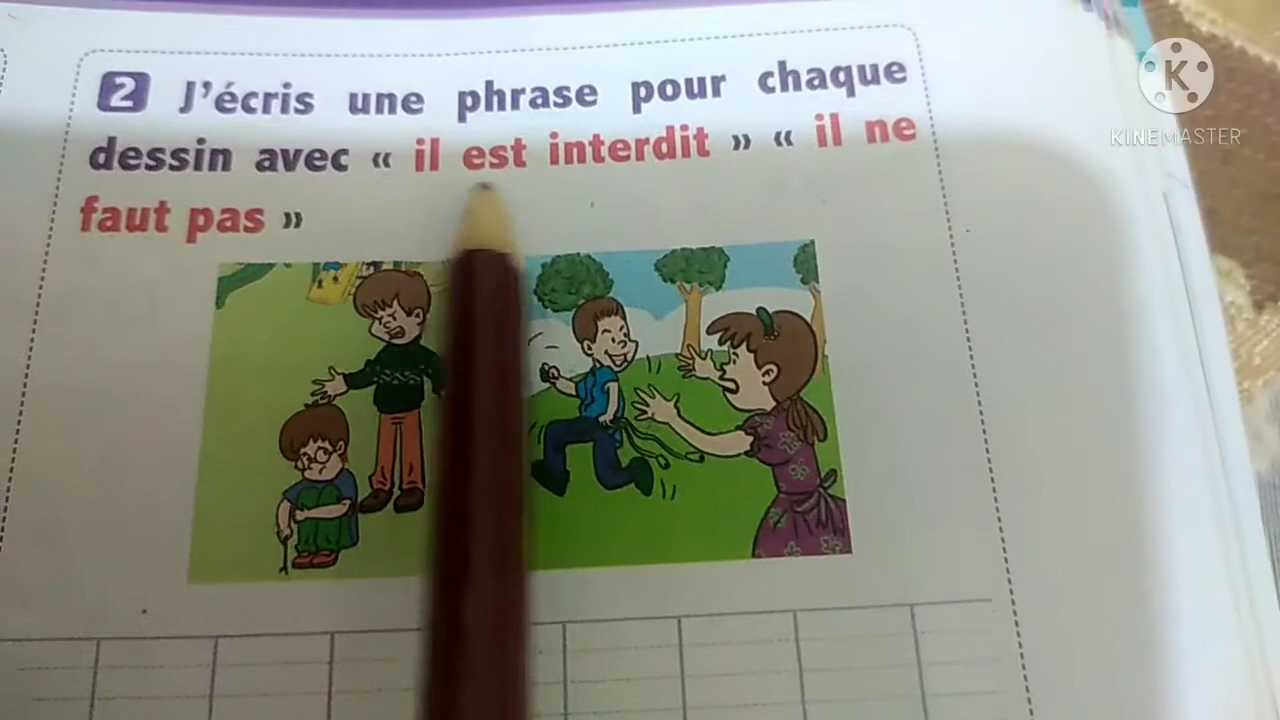 2 J'écris une phrase pour chaque
dessin avec « il est interdit » « il ne
faut pas »
K
KINEMASTER